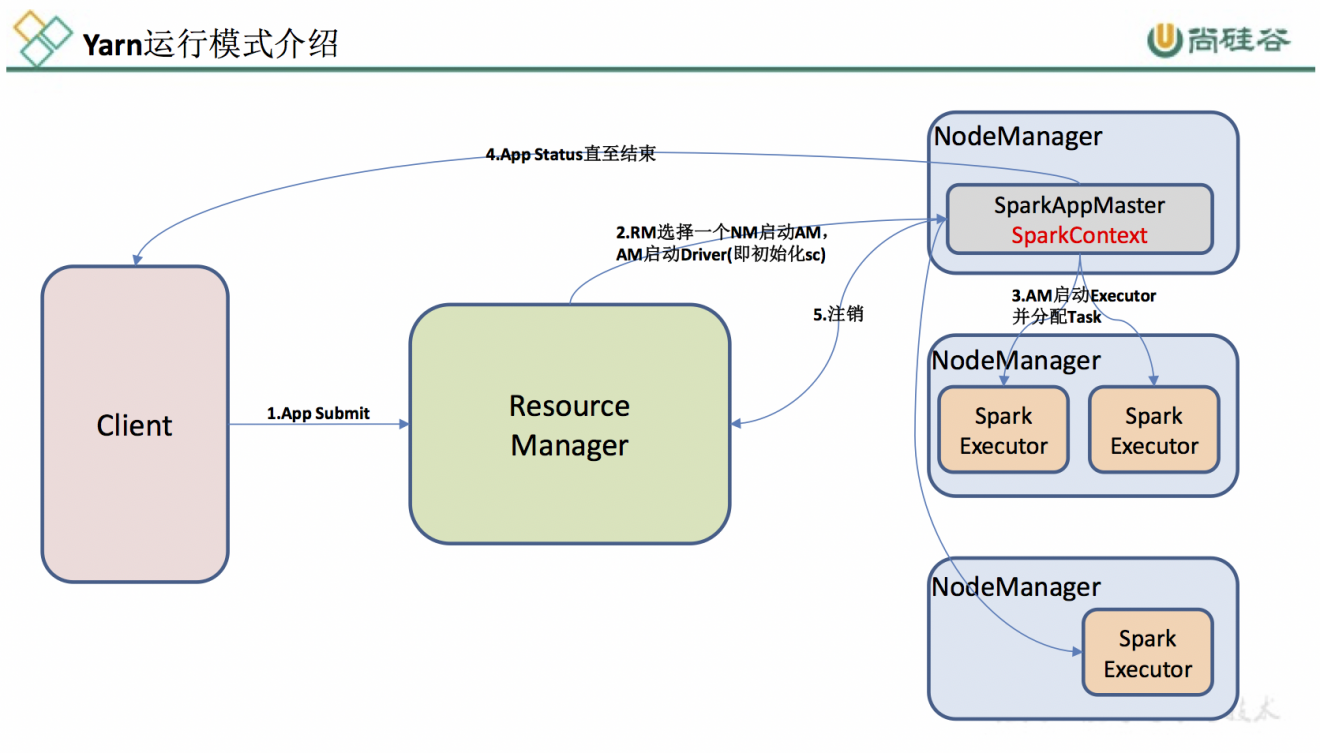 Yarn运行模式介绍
尚硅谷
NodeManager
4.App Status直至结束
SparkAppMaster
SparkContext
2.RM选择一个NM启动AM，
AM启动Driver(即初始化sc)
3.AM启动Executor
并分配Task
5.注销
NodeManager
Client
1.App Submit
Resource
Manager
Spark
Executor
Spark
Executor
NodeManager
Spark
Executor
技术